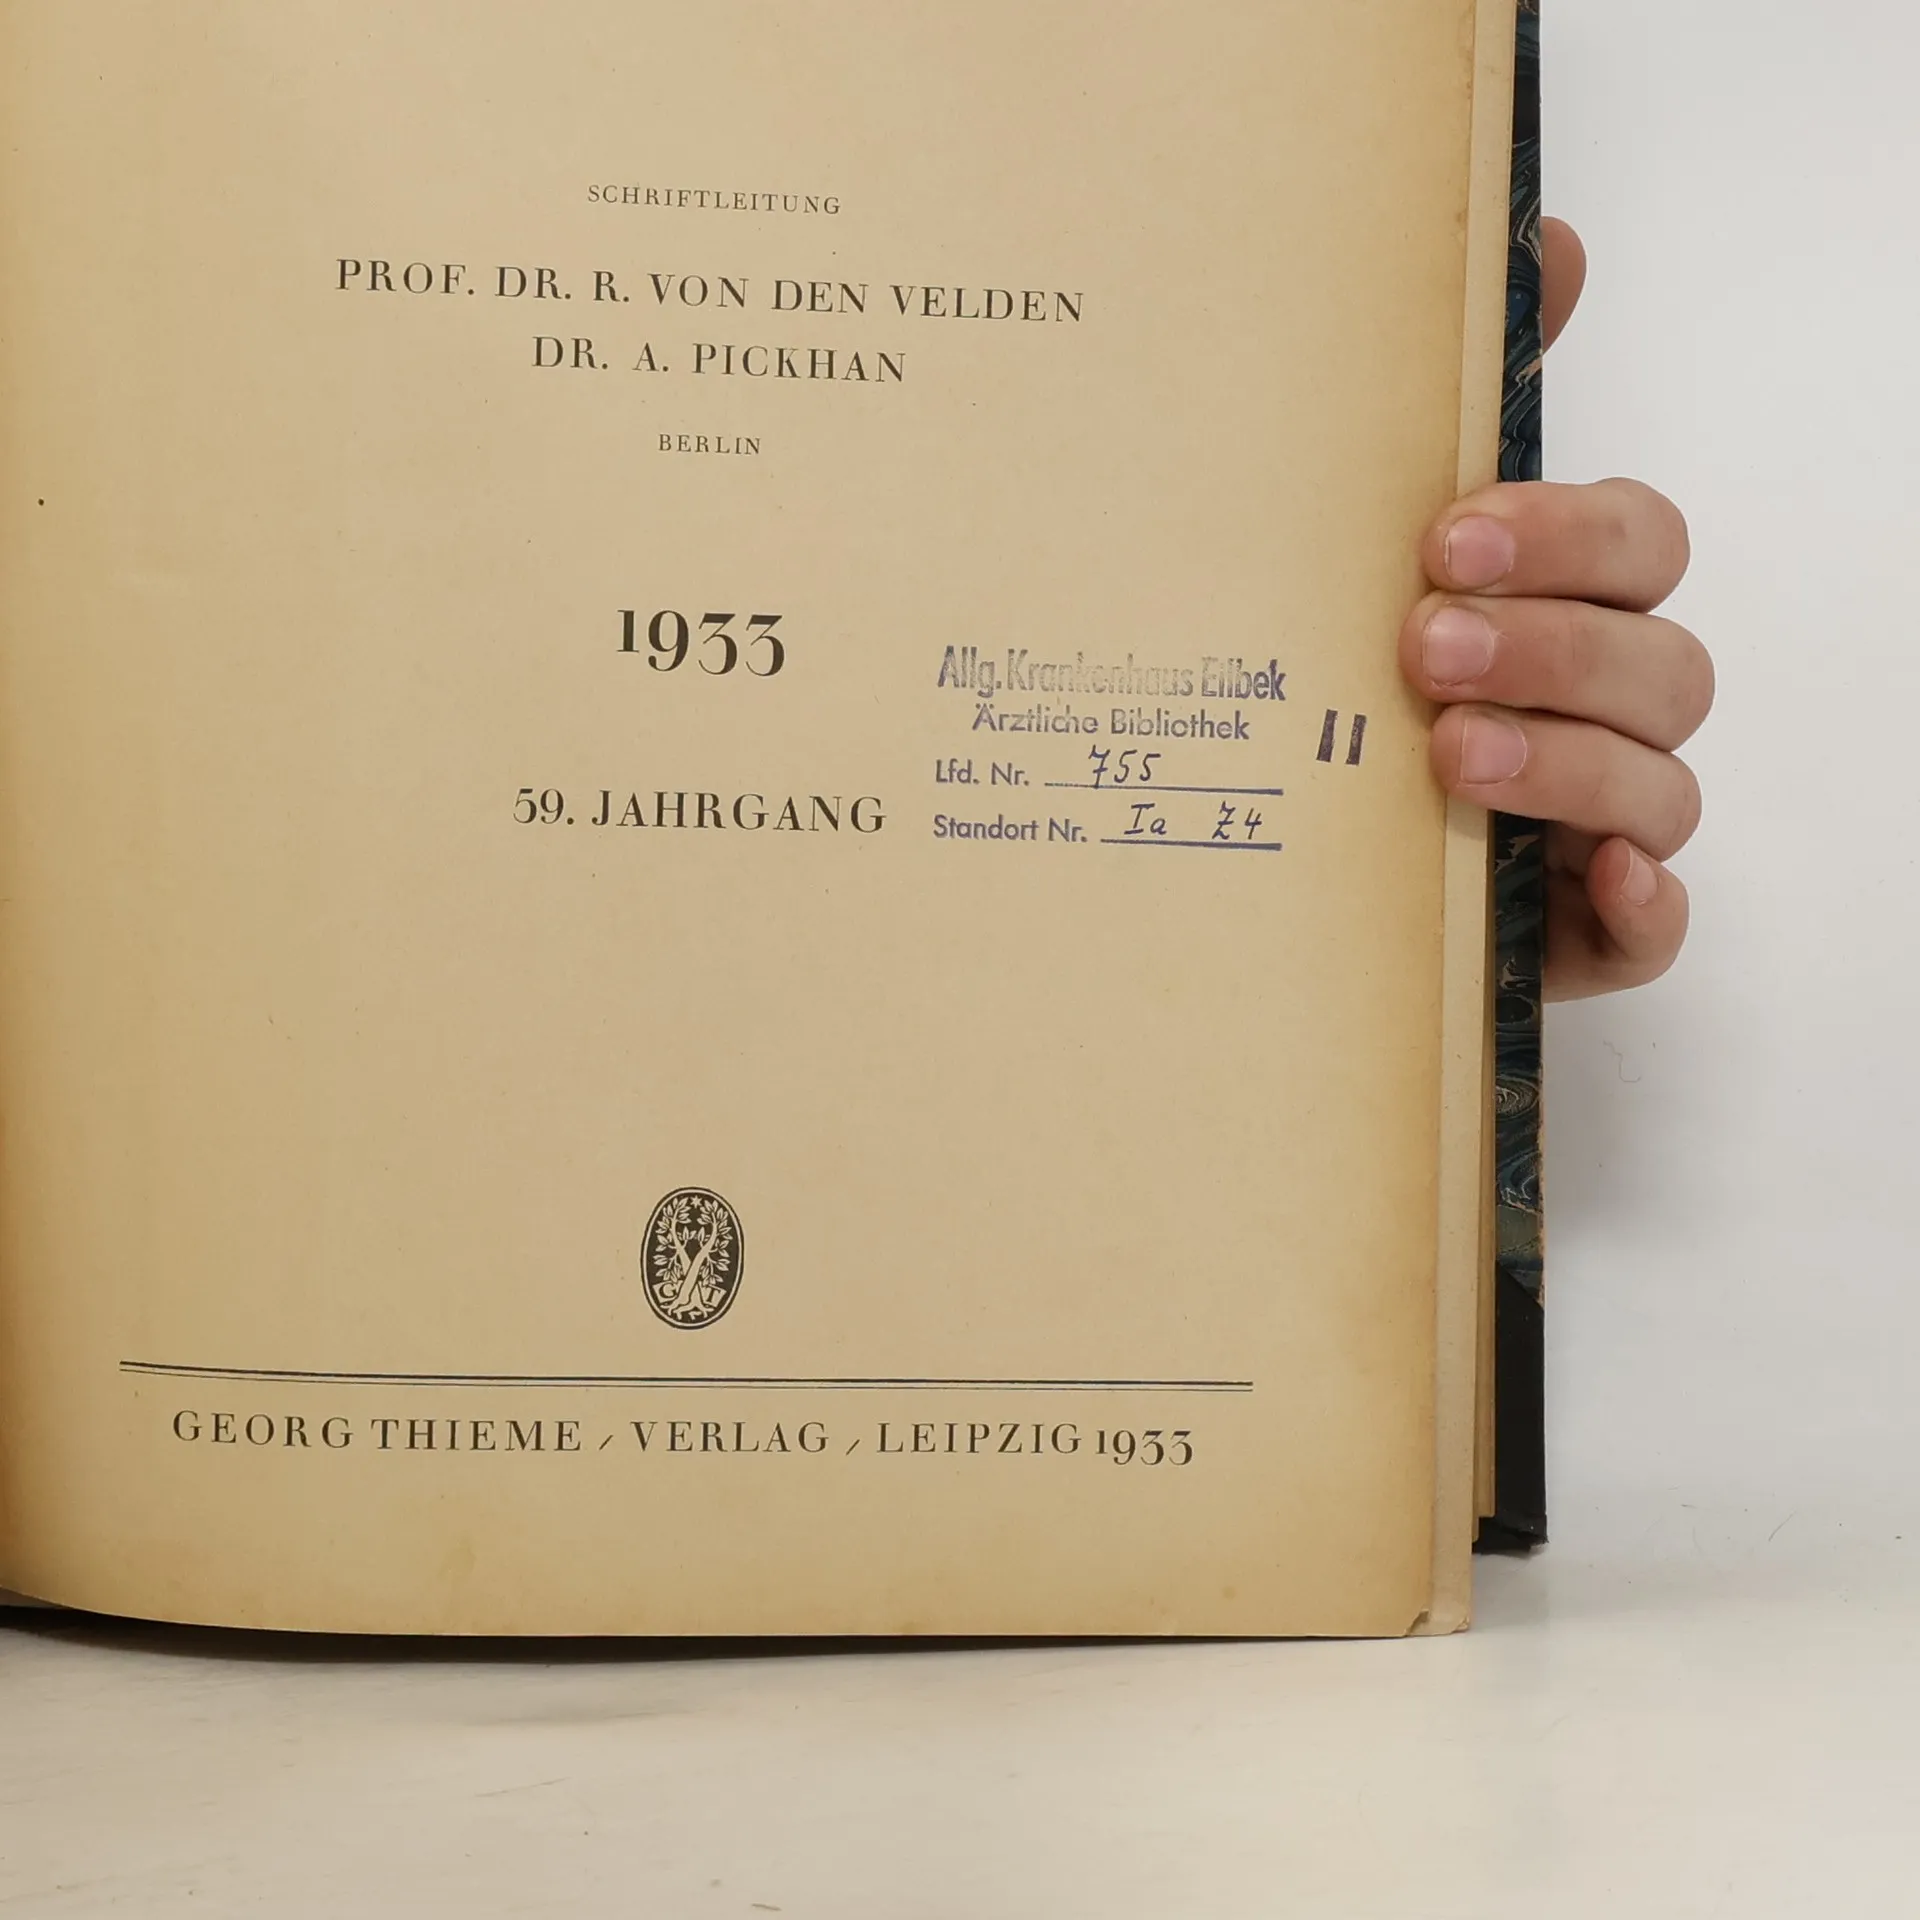 SCHRIFTLEITUNG
PROF. DR. R. VON DEN VELDEN
DR. A. PICKHAN
BERLIN
1933
Allg. Krankenhaus Eilbek
Ärztliche Bibliothek
II
Lfd. Nr. 755
59. JAHRGANG
Standort Nr. Ia Z4
G T
GEORG THIEME / VERLAG / LEIPZIG 1933